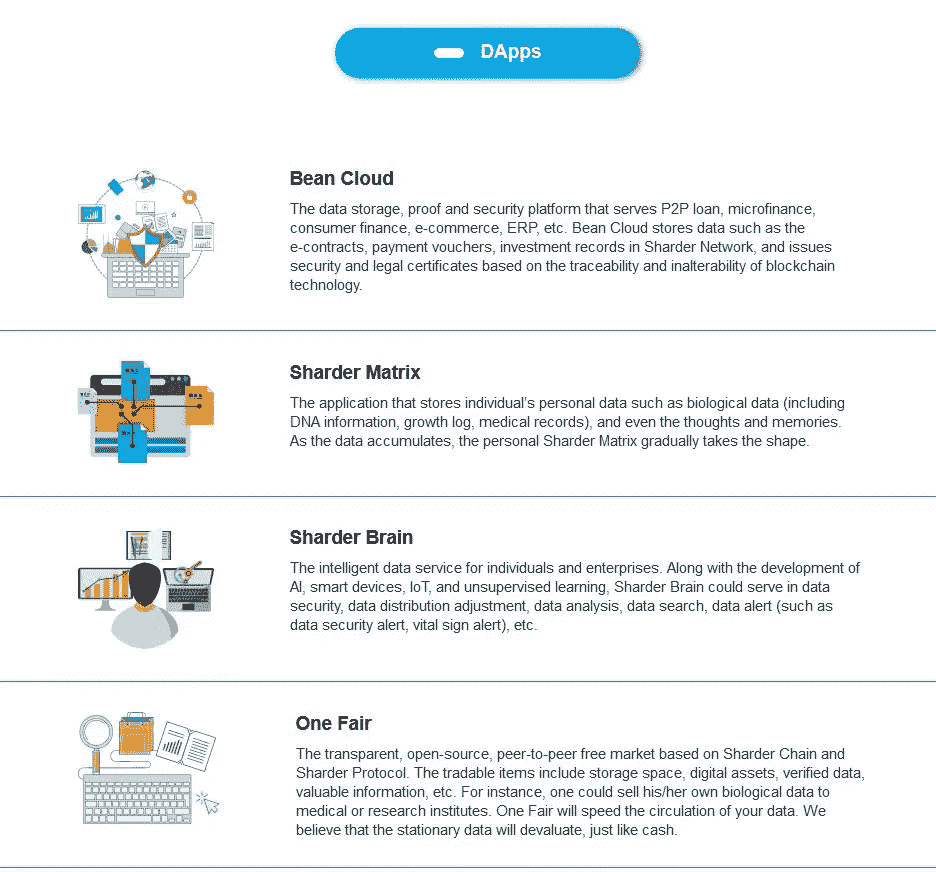 DApps
Bean Cloud
The data storage, proof and security platform that serves P2P loan, microfinance,
consumer finance, e-commerce, ERP, etc. Bean Cloud stores data such as the
e-contracts, payment vouchers, investment records in Sharder Network, and issues
security and legal certificates based on the traceability and inalterability of blockchain
technology.
Sharder Matrix
The application that stores individual's personal data such as biological data (including
DNA information, growth log, medical records), and even the thoughts and memories.
As the data accumulates, the personal Sharder Matrix gradually takes the shape.
Sharder Brain
The intelligent data service for individuals and enterprises. Along with the development of
AI, smart devices, IoT, and unsupervised learning, Sharder Brain could serve in data
security, data distribution adjustment, data analysis, data search, data alert (such as
data security alert, vital sign alert), etc.
One Fair
The transparent, open-source, peer-to-peer free market based on Sharder Chain and
Sharder Protocol. The tradable items include storage space, digital assets, verified data,
valuable information, etc. For instance, one could sell his/her own biological data to
medical or research institutes. One Fair will speed the circulation of your data. We
believe that the stationary data will devaluate, just like cash.